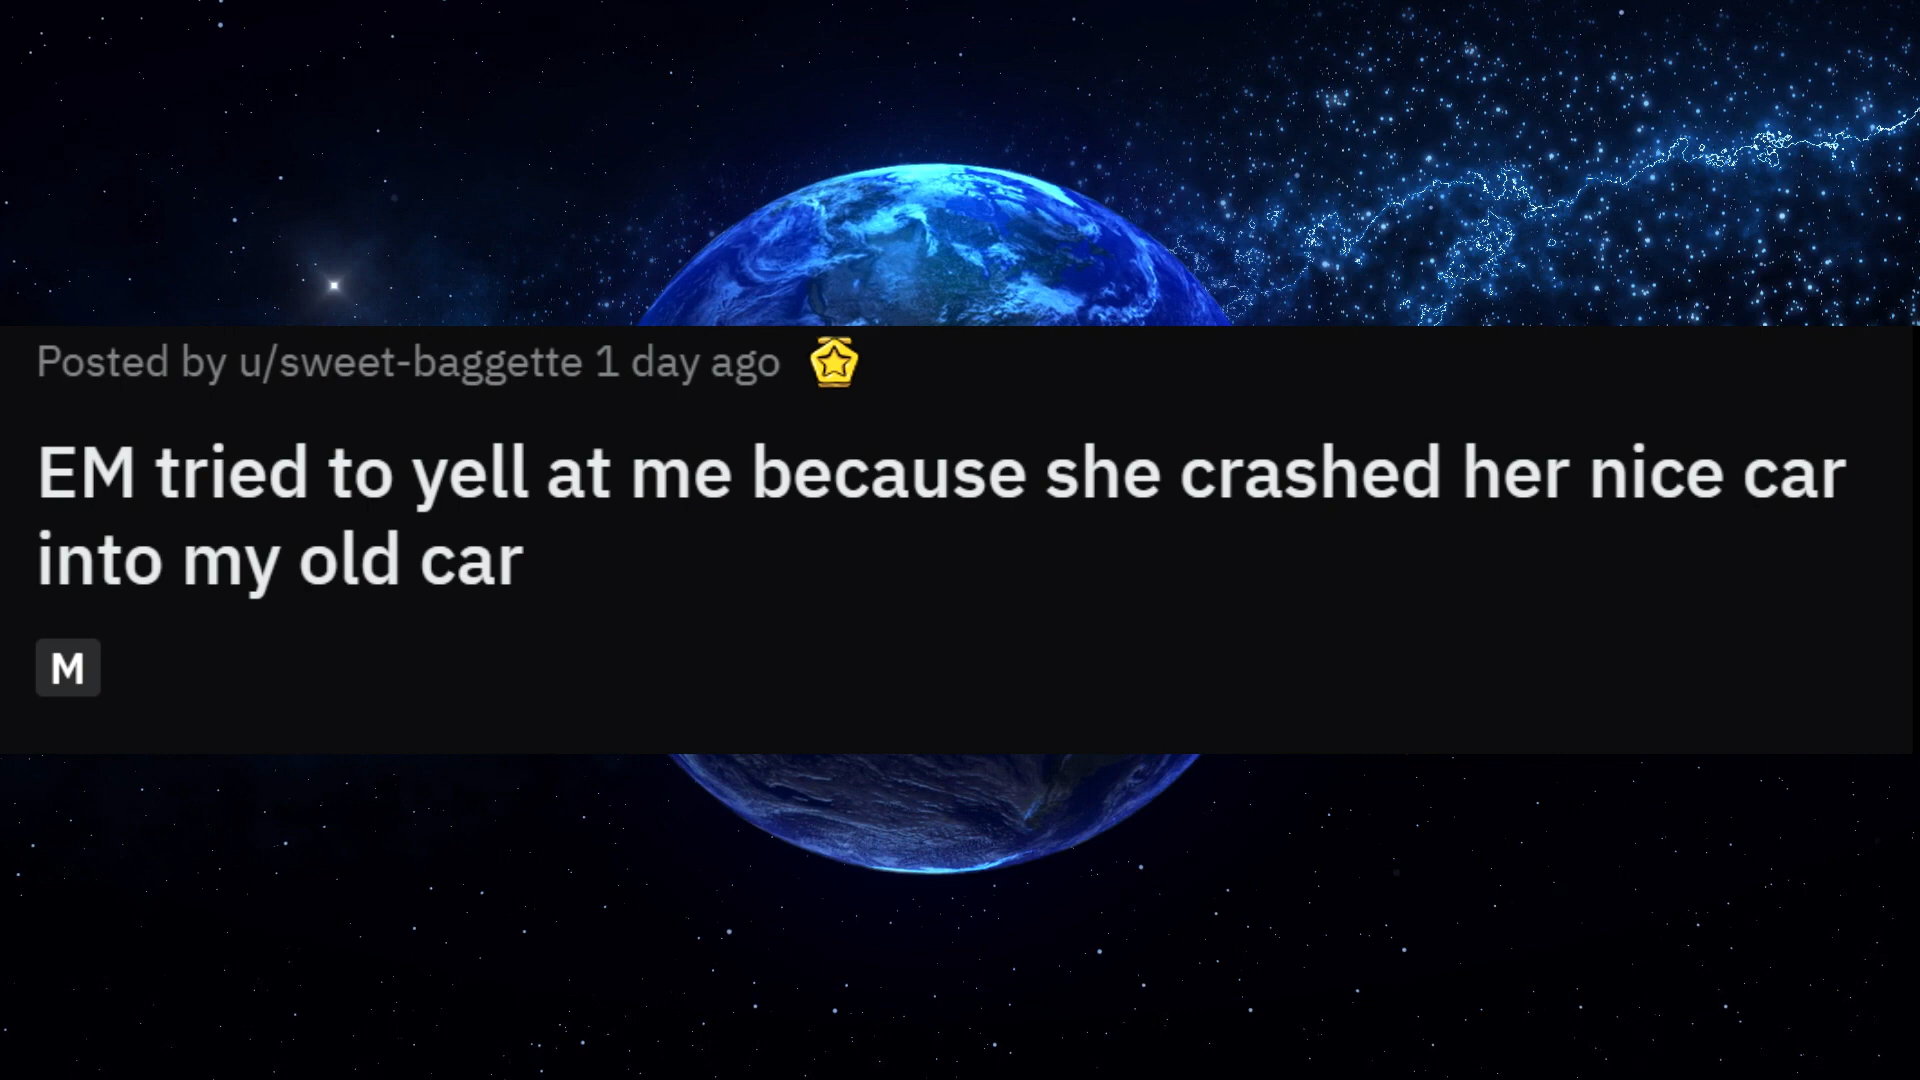 Posted by u/sweet-baggette 1 day ago
EM tried to yell at me because she crashed her nice car
into my old car
M